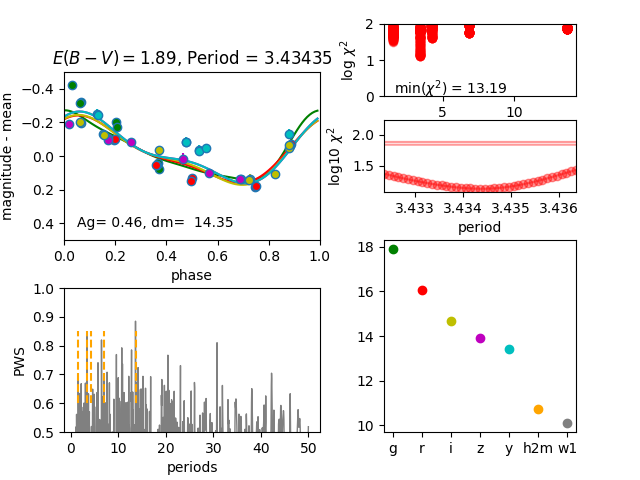 E(B − V) = 1.89, Period = 3.43435
magnitude - mean
−0.4
−0.2
0.0
0.2
0.4
Ag= 0.46, dm=  14.35
0.0 0.2 0.4 0.6 0.8 1.0
phase
log χ²
2
1
0
min(χ²) = 13.19
5 10
log10 χ²
2.0
1.5
3.433 3.434 3.435 3.436
period
PWS
1.0
0.9
0.8
0.7
0.6
0.5
0 10 20 30 40 50
periods
18
16
14
12
10
g r i z y h2m w1